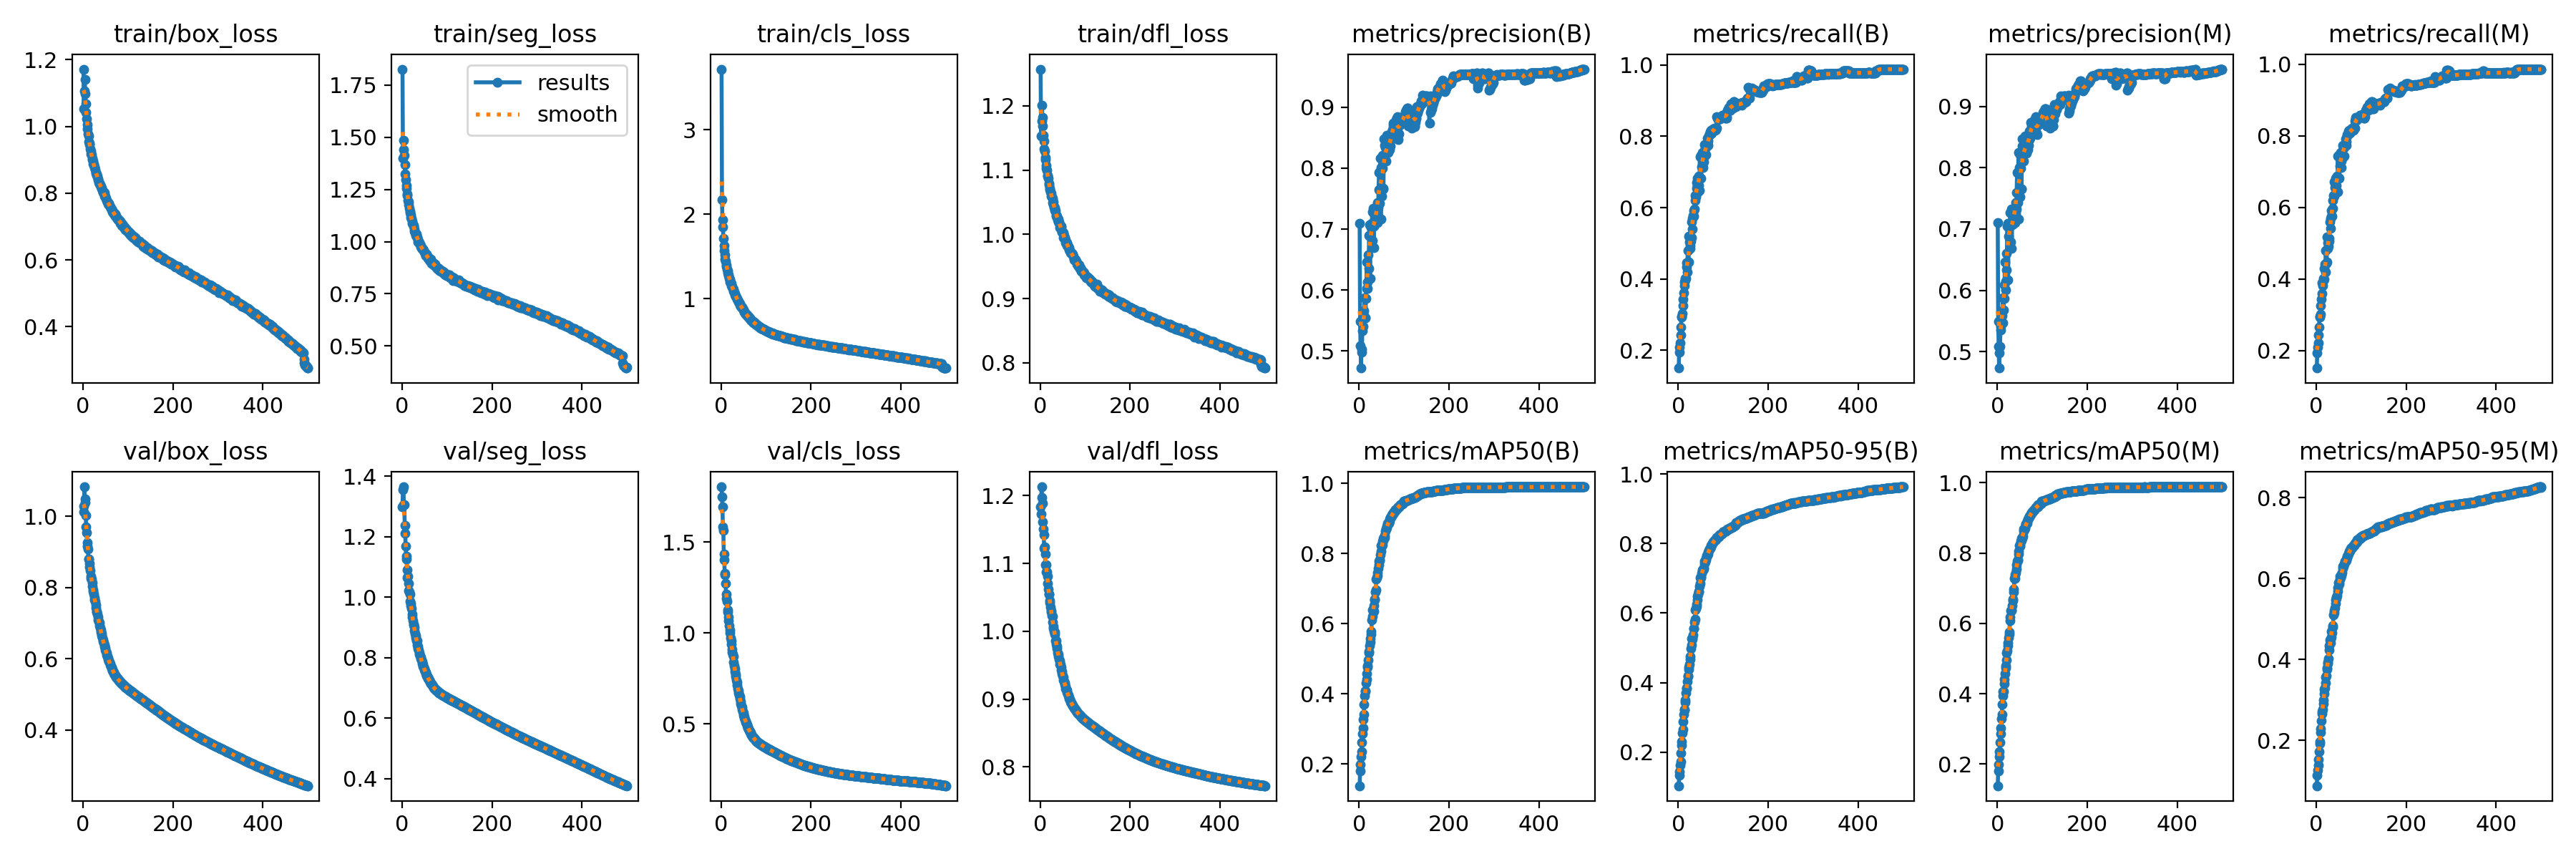 train/box_loss
train/seg_loss
train/cls_loss
train/dfl_loss
metrics/precision(B)
metrics/recall(B)
metrics/precision(M)
metrics/recall(M)
1.2
1.0
0.8
0.6
0.4
0 200 400
1.75
1.50
1.25
1.00
0.75
0.50
0 200 400
results
smooth
3
2
1
0 200 400
1.2
1.1
1.0
0.9
0.8
0 200 400
0.9
0.8
0.7
0.6
0.5
0 200 400
1.0
0.8
0.6
0.4
0.2
0 200 400
0.9
0.8
0.7
0.6
0.5
0 200 400
1.0
0.8
0.6
0.4
0.2
0 200 400
val/box_loss
val/seg_loss
val/cls_loss
val/dfl_loss
metrics/mAP50(B)
metrics/mAP50-95(B)
metrics/mAP50(M)
metrics/mAP50-95(M)
1.0
0.8
0.6
0.4
0 200 400
1.4
1.2
1.0
0.8
0.6
0.4
0 200 400
1.5
1.0
0.5
0 200 400
1.2
1.1
1.0
0.9
0.8
0 200 400
1.0
0.8
0.6
0.4
0.2
0 200 400
1.0
0.8
0.6
0.4
0.2
0 200 400
1.0
0.8
0.6
0.4
0.2
0 200 400
0.8
0.6
0.4
0.2
0 200 400